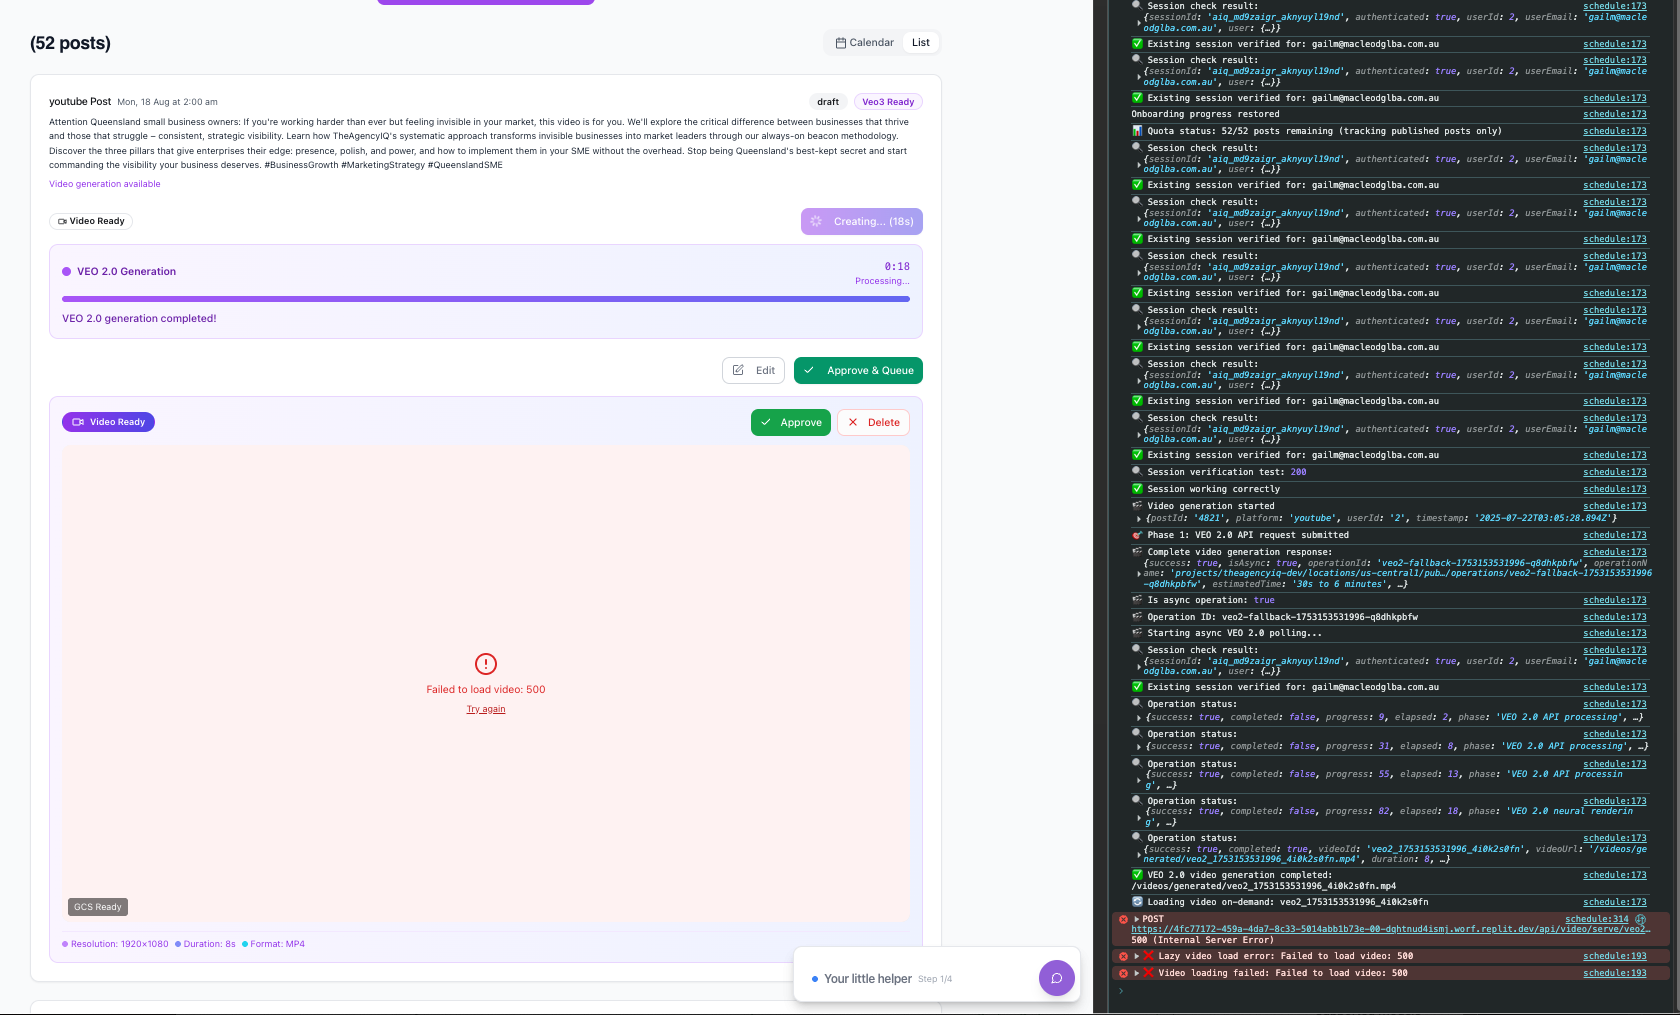 (52 posts)
Calendar
List
youtube Post Mon, 18 Aug at 2:00 am
draft
Veo3 Ready
Attention Queensland small business owners: If you're working harder than ever but feeling invisible in your market, this video is for you. We'll explore the critical difference between businesses that thrive
and those that struggle – consistent, strategic visibility. Learn how TheAgencyIQ's systematic approach transforms invisible businesses into market leaders through our always-on beacon methodology.
Discover the three pillars that give enterprises their edge: presence, polish, and power, and how to implement them in your SME without the overhead. Stop being Queensland's best-kept secret and start
commanding the visibility your business deserves. #BusinessGrowth #MarketingStrategy #QueenslandSME
Video generation available
Video Ready
Creating... (18s)
VEO 2.0 Generation
0:18
Processing...
VEO 2.0 generation completed!
Edit
Approve & Queue
Video Ready
Approve
Delete
Failed to load video: 500
Try again
GCS Ready
Resolution: 1920×1080 Duration: 8s Format: MP4
Your little helper Step 1/4
Session check result: schedule:173
{sessionId: 'aiq_md9zaigr_aknyuyl19nd', authenticated: true, userId: 2, userEmail: 'gailm@macle
odglba.com.au', user: {…}}
Existing session verified for: gailm@macleodglba.com.au schedule:173
Session check result: schedule:173
{sessionId: 'aiq_md9zaigr_aknyuyl19nd', authenticated: true, userId: 2, userEmail: 'gailm@macle
odglba.com.au', user: {…}}
Existing session verified for: gailm@macleodglba.com.au schedule:173
Onboarding progress restored schedule:173
Quota status: 52/52 posts remaining (tracking published posts only) schedule:173
Session check result: schedule:173
{sessionId: 'aiq_md9zaigr_aknyuyl19nd', authenticated: true, userId: 2, userEmail: 'gailm@macle
odglba.com.au', user: {…}}
Existing session verified for: gailm@macleodglba.com.au schedule:173
Session check result: schedule:173
{sessionId: 'aiq_md9zaigr_aknyuyl19nd', authenticated: true, userId: 2, userEmail: 'gailm@macle
odglba.com.au', user: {…}}
Existing session verified for: gailm@macleodglba.com.au schedule:173
Session check result: schedule:173
{sessionId: 'aiq_md9zaigr_aknyuyl19nd', authenticated: true, userId: 2, userEmail: 'gailm@macle
odglba.com.au', user: {…}}
Existing session verified for: gailm@macleodglba.com.au schedule:173
Session check result: schedule:173
{sessionId: 'aiq_md9zaigr_aknyuyl19nd', authenticated: true, userId: 2, userEmail: 'gailm@macle
odglba.com.au', user: {…}}
Existing session verified for: gailm@macleodglba.com.au schedule:173
Session check result: schedule:173
{sessionId: 'aiq_md9zaigr_aknyuyl19nd', authenticated: true, userId: 2, userEmail: 'gailm@macle
odglba.com.au', user: {…}}
Existing session verified for: gailm@macleodglba.com.au schedule:173
Session check result: schedule:173
{sessionId: 'aiq_md9zaigr_aknyuyl19nd', authenticated: true, userId: 2, userEmail: 'gailm@macle
odglba.com.au', user: {…}}
Existing session verified for: gailm@macleodglba.com.au schedule:173
Session verification test: 200 schedule:173
Session working correctly schedule:173
Video generation started schedule:173
{postId: '4821', platform: 'youtube', userId: '2', timestamp: '2025-07-22T03:05:28.894Z'}
Phase 1: VEO 2.0 API request submitted schedule:173
Complete video generation response: schedule:173
{success: true, isAsync: true, operationId: 'veo2-fallback-1753153531996-q8dhkpbfw', operationN
ame: 'projects/theagencyiq-dev/locations/us-central1/pub…/operations/veo2-fallback-1753153531996
-q8dhkpbfw', estimatedTime: '30s to 6 minutes', …}
Is async operation: true schedule:173
Operation ID: veo2-fallback-1753153531996-q8dhkpbfw schedule:173
Starting async VEO 2.0 polling... schedule:173
Session check result: schedule:173
{sessionId: 'aiq_md9zaigr_aknyuyl19nd', authenticated: true, userId: 2, userEmail: 'gailm@macle
odglba.com.au', user: {…}}
Existing session verified for: gailm@macleodglba.com.au schedule:173
Operation status: schedule:173
{success: true, completed: false, progress: 9, elapsed: 2, phase: 'VEO 2.0 API processing', …}
Operation status: schedule:173
{success: true, completed: false, progress: 31, elapsed: 8, phase: 'VEO 2.0 API processing', …}
Operation status: schedule:173
{success: true, completed: false, progress: 55, elapsed: 13, phase: 'VEO 2.0 API processin
g', …}
Operation status: schedule:173
{success: true, completed: false, progress: 82, elapsed: 18, phase: 'VEO 2.0 neural renderin
g', …}
Operation status: schedule:173
{success: true, completed: true, videoId: 'veo2_1753153531996_4i0k2s0fn', videoUrl: '/videos/ge
nerated/veo2_1753153531996_4i0k2s0fn.mp4', duration: 8, …}
VEO 2.0 video generation completed: schedule:173
/videos/generated/veo2_1753153531996_4i0k2s0fn.mp4
Loading video on-demand: veo2_1753153531996_4i0k2s0fn schedule:173
POST schedule:314
https://4fc77172-459a-4da7-8c33-5014abb1b73e-00-dqhtnud4ismj.worf.replit.dev/api/video/serve/veo2…
500 (Internal Server Error)
Lazy video load error: Failed to load video: 500 schedule:193
Video loading failed: Failed to load video: 500 schedule:193